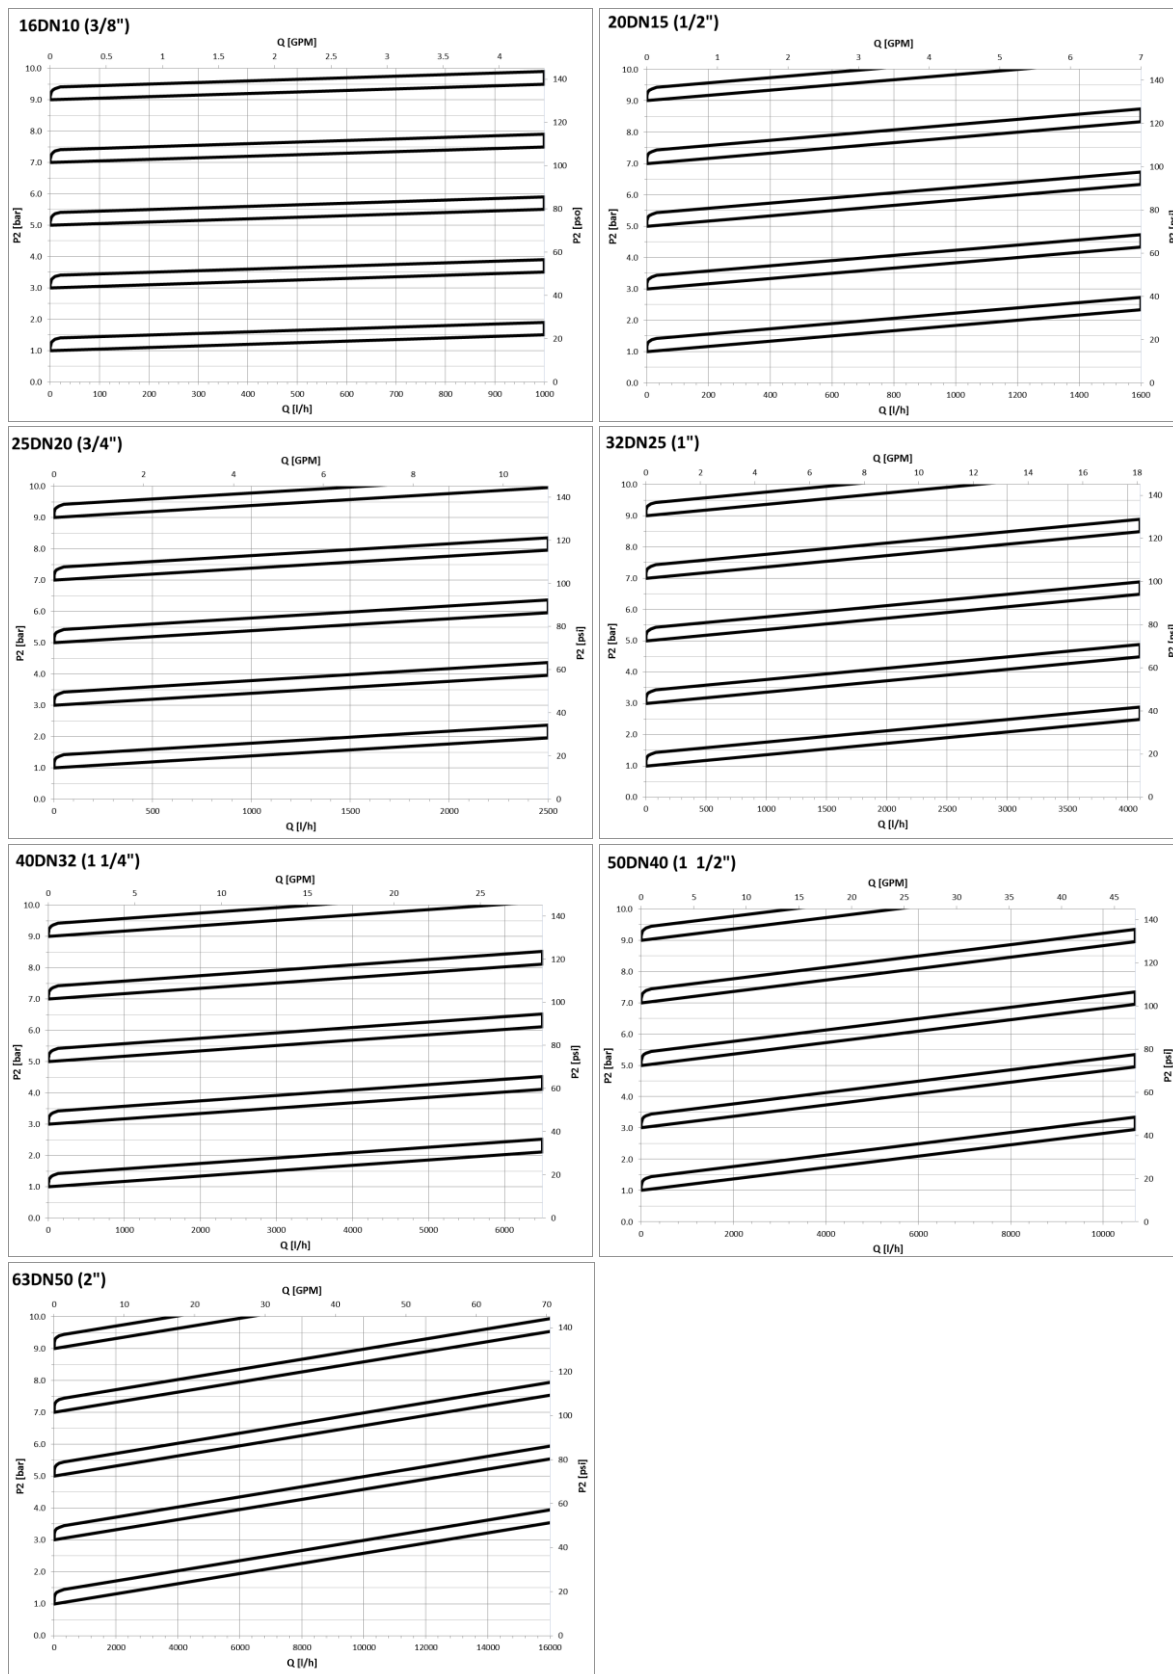 16DN10 (3/8")
Q [GPM]
0 0.5 1 1.5 2 2.5 3 3.5 4
10.0 140
9.0
8.0 120
7.0 100
6.0
5.0 80
4.0 60
3.0 40
2.0
1.0 20
0.0 0
P2 [bar]
P2 [pso]
0 100 200 300 400 500 600 700 800 900 1000
Q [l/h]
20DN15 (1/2")
Q [GPM]
0 1 2 3 4 5 6 7
10.0 140
9.0
8.0 120
7.0 100
6.0
5.0 80
4.0 60
3.0 40
2.0
1.0 20
0.0 0
P2 [bar]
P2 [psi]
0 200 400 600 800 1000 1200 1400 1600
Q [l/h]
25DN20 (3/4")
Q [GPM]
0 2 4 6 8 10
10.0 140
9.0
8.0 120
7.0 100
6.0
5.0 80
4.0 60
3.0 40
2.0
1.0 20
0.0 0
P2 [bar]
P2 [psi]
0 500 1000 1500 2000 2500
Q [l/h]
32DN25 (1")
Q [GPM]
0 2 4 6 8 10 12 14 16 18
10.0 140
9.0
8.0 120
7.0 100
6.0
5.0 80
4.0 60
3.0 40
2.0
1.0 20
0.0 0
P2 [bar]
P2 [psi]
0 500 1000 1500 2000 2500 3000 3500 4000
Q [l/h]
40DN32 (1 1/4")
Q [GPM]
0 5 10 15 20 25
10.0 140
9.0
8.0 120
7.0 100
6.0
5.0 80
4.0 60
3.0 40
2.0
1.0 20
0.0 0
P2 [bar]
P2 [psi]
0 1000 2000 3000 4000 5000 6000
Q [l/h]
50DN40 (1 1/2")
Q [GPM]
0 5 10 15 20 25 30 35 40 45
10.0 140
9.0
8.0 120
7.0 100
6.0
5.0 80
4.0 60
3.0 40
2.0
1.0 20
0.0 0
P2 [bar]
P2 [psi]
0 2000 4000 6000 8000 10000
Q [l/h]
63DN50 (2")
Q [GPM]
0 10 20 30 40 50 60 70
10.0 140
9.0
8.0 120
7.0 100
6.0
5.0 80
4.0 60
3.0 40
2.0
1.0 20
0.0 0
P2 [bar]
P2 [psi]
0 2000 4000 6000 8000 10000 12000 14000 16000
Q [l/h]